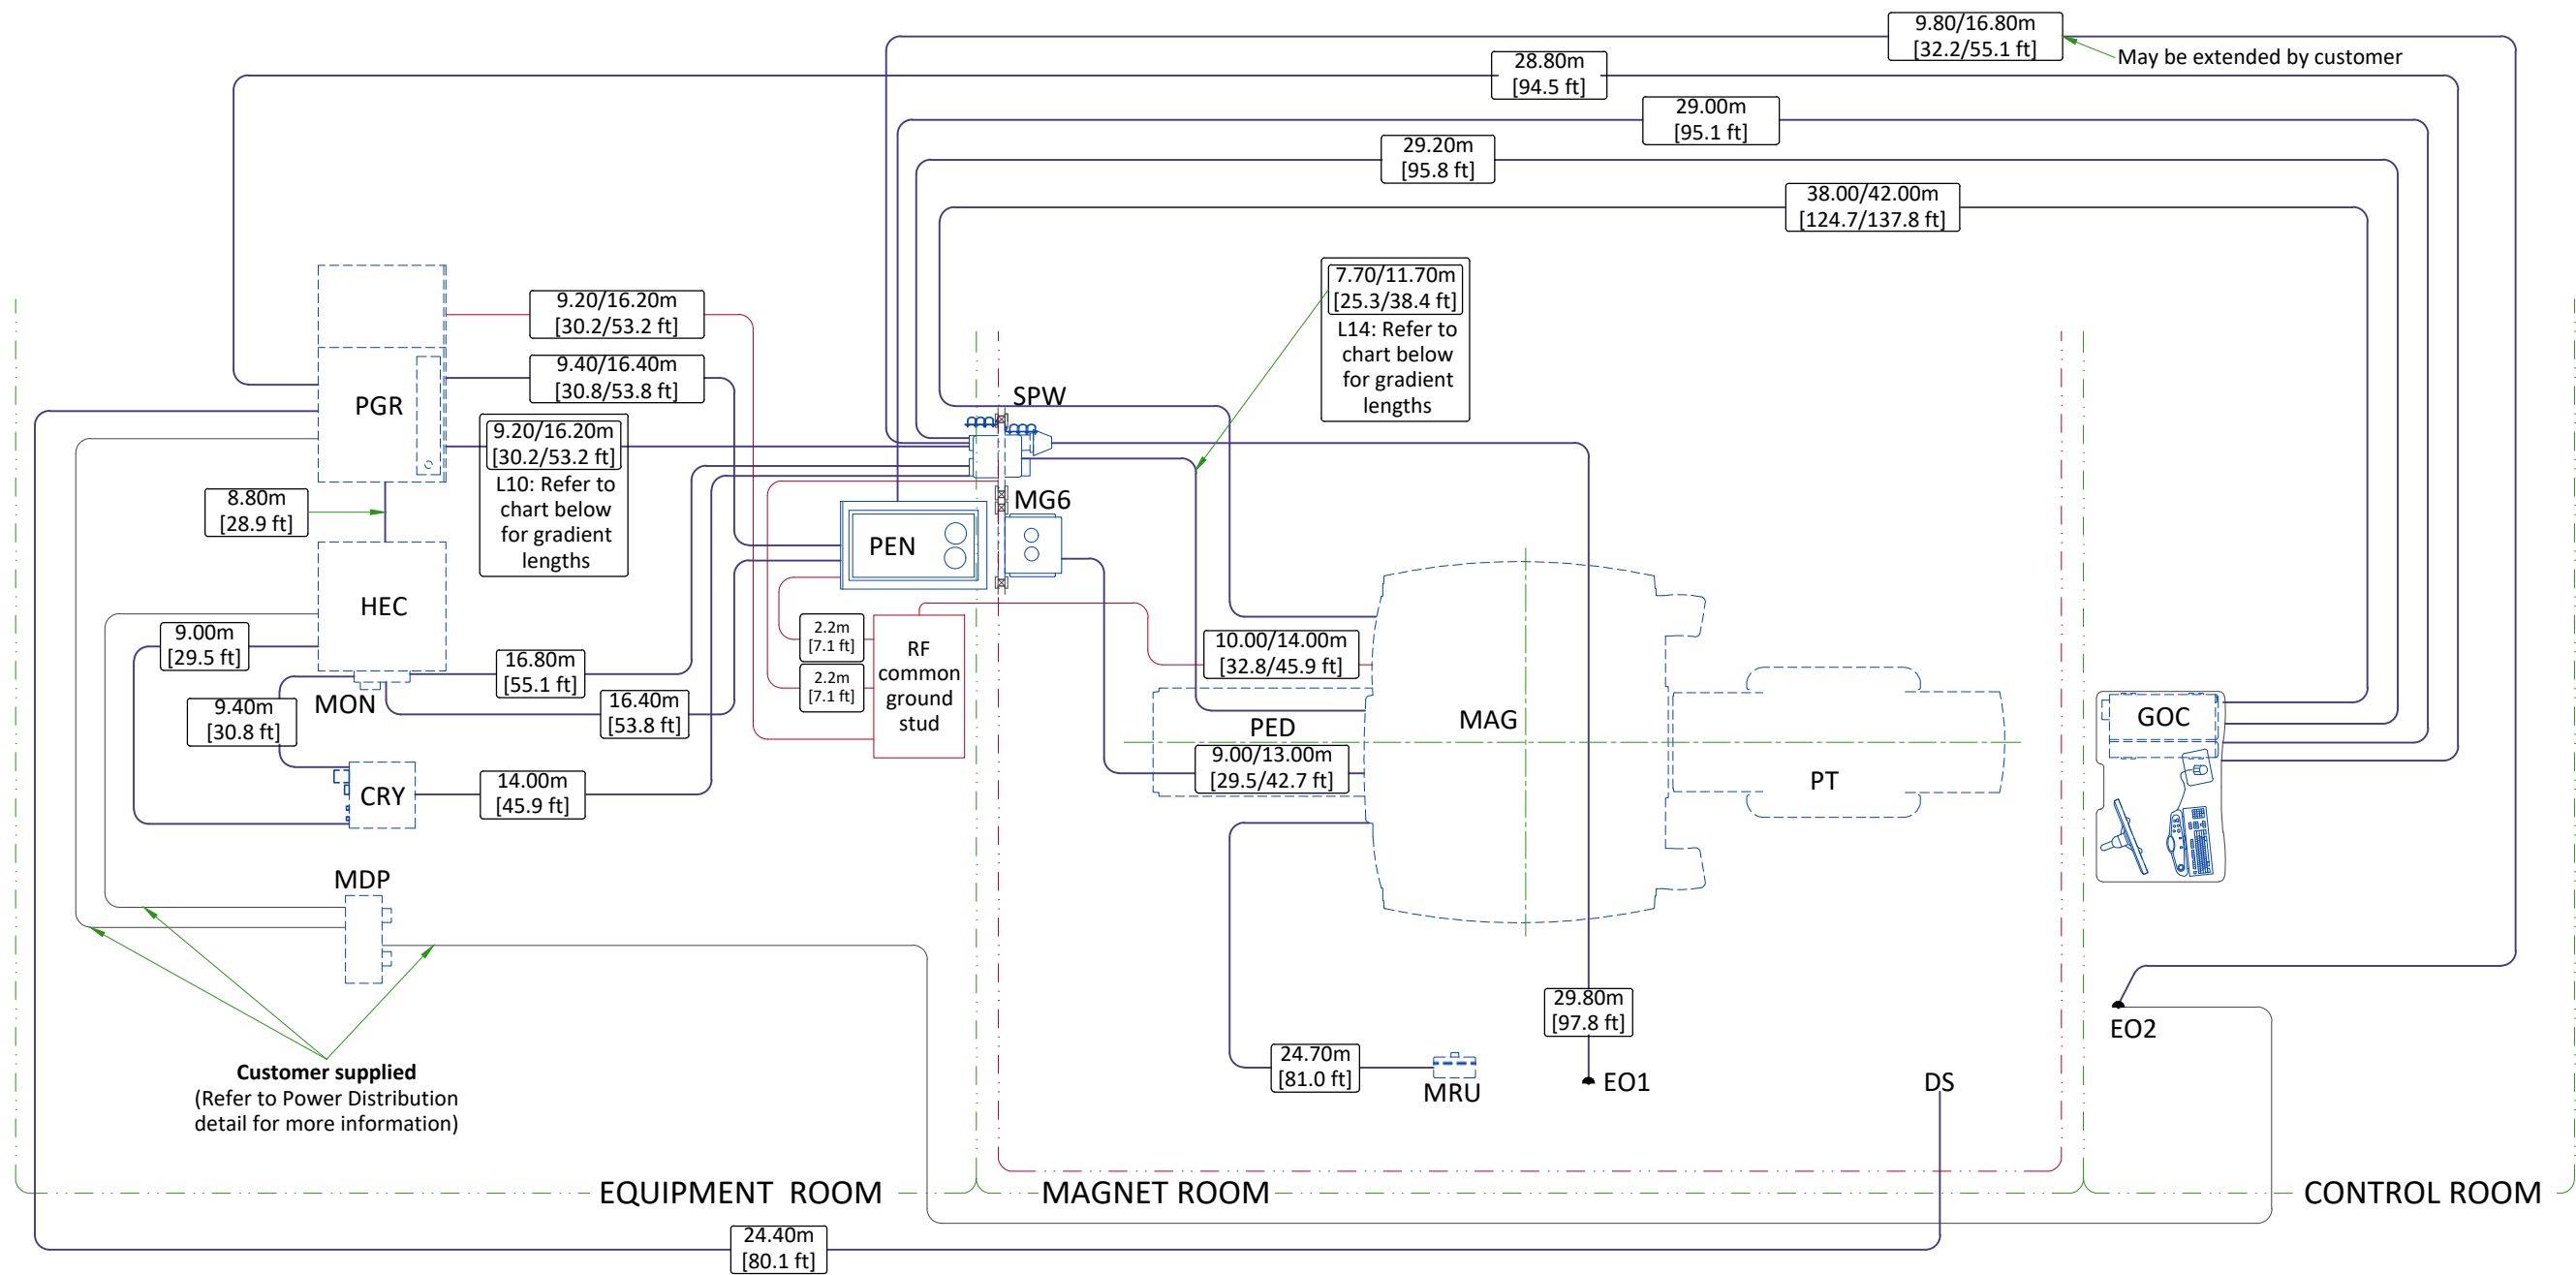 9.80/16.80m
[32.2/55.1 ft]
May be extended by customer
28.80m
[94.5 ft]
29.00m
[95.1 ft]
29.20m
[95.8 ft]
38.00/42.00m
[124.7/137.8 ft]
7.70/11.70m
[25.3/38.4 ft]
L14: Refer to
chart below
for gradient
lengths
9.20/16.20m
[30.2/53.2 ft]
9.40/16.40m
[30.8/53.8 ft]
PGR
SPW
9.20/16.20m
[30.2/53.2 ft]
L10: Refer to
chart below
for gradient
lengths
8.80m
[28.9 ft]
MG6
PEN
HEC
9.00m
[29.5 ft]
2.2m
[7.1 ft]
2.2m
[7.1 ft]
RF
common
ground
stud
10.00/14.00m
[32.8/45.9 ft]
16.80m
[55.1 ft]
16.40m
[53.8 ft]
MON
9.40m
[30.8 ft]
PED
MAG
GOC
9.00/13.00m
[29.5/42.7 ft]
PT
CRY
14.00m
[45.9 ft]
MDP
29.80m
[97.8 ft]
EO2
24.70m
[81.0 ft]
MRU
EO1
DS
Customer supplied
(Refer to Power Distribution
detail for more information)
EQUIPMENT ROOM
MAGNET ROOM
CONTROL ROOM
24.40m
[80.1 ft]